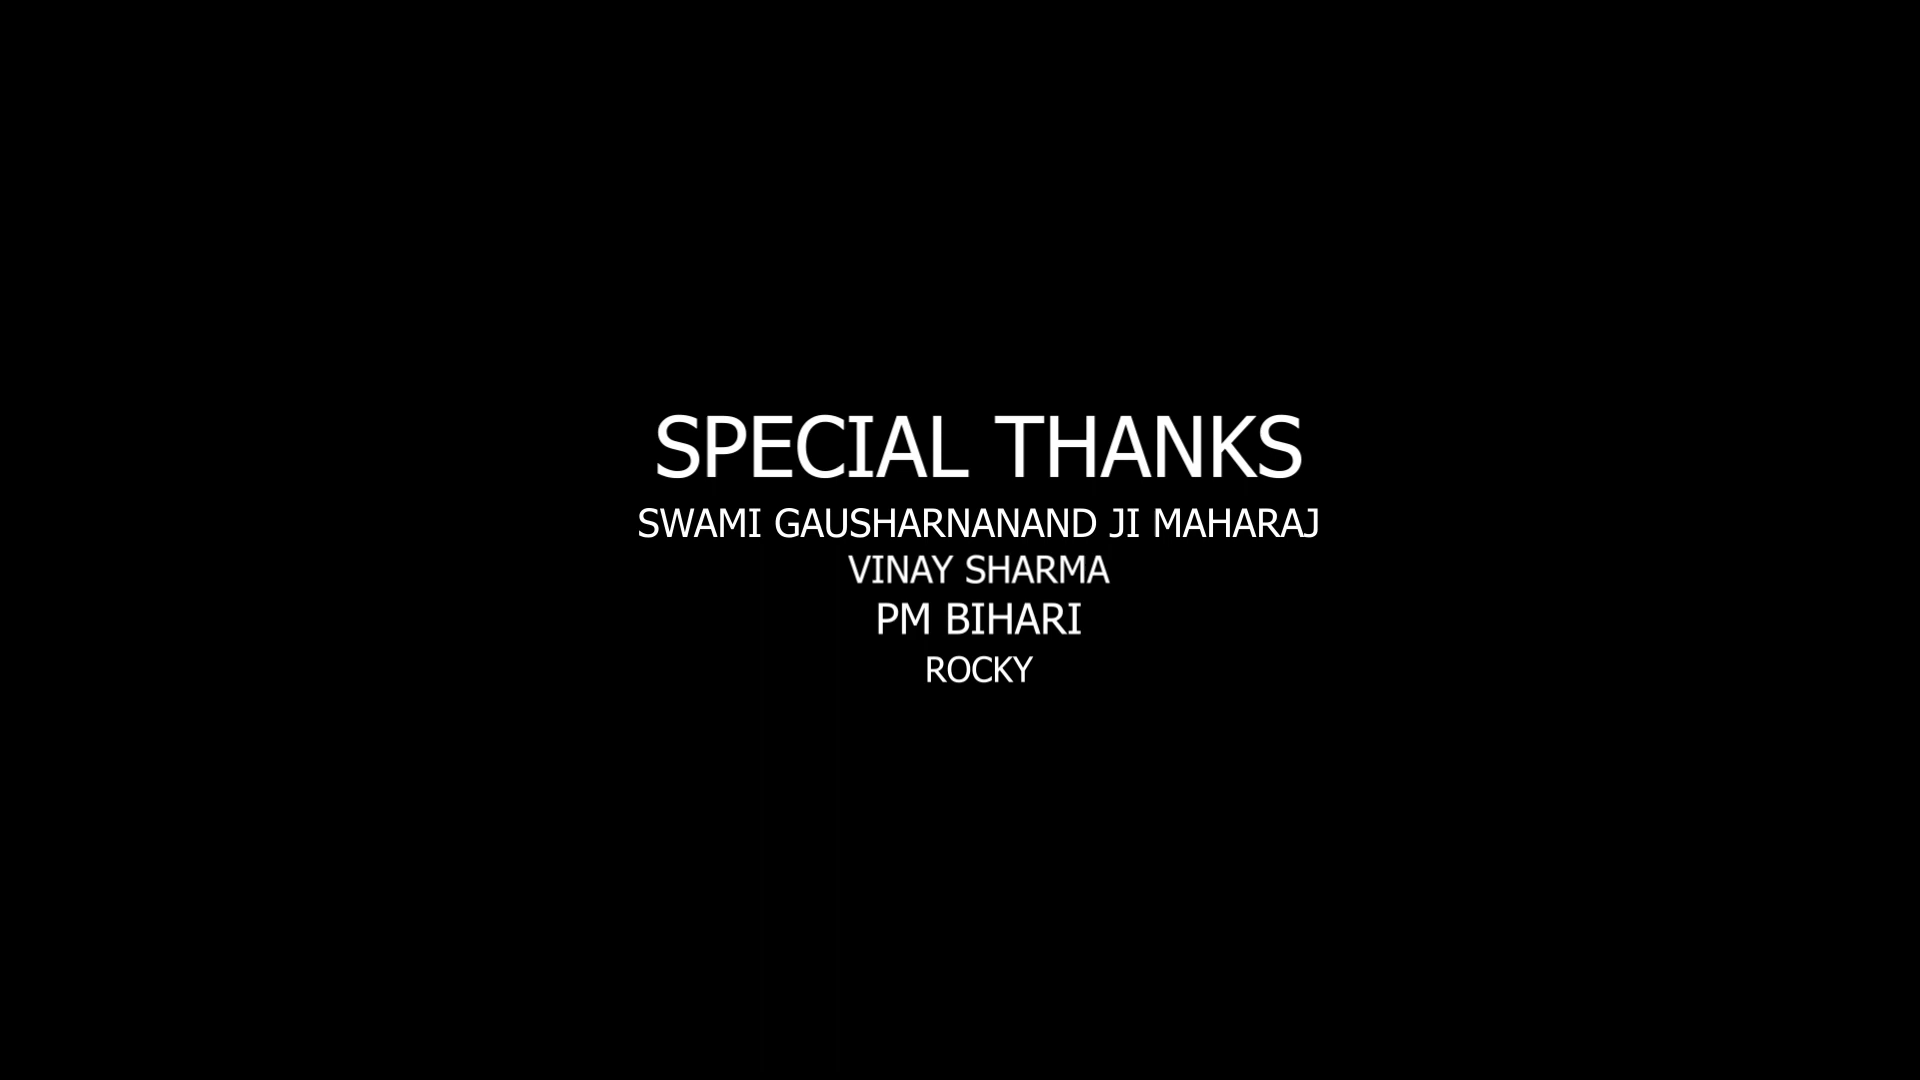 SPECIAL THANKS
SWAMI GAUSHARNANAND JI MAHARAJ
VINAY SHARMA
PM BIHARI
ROCKY